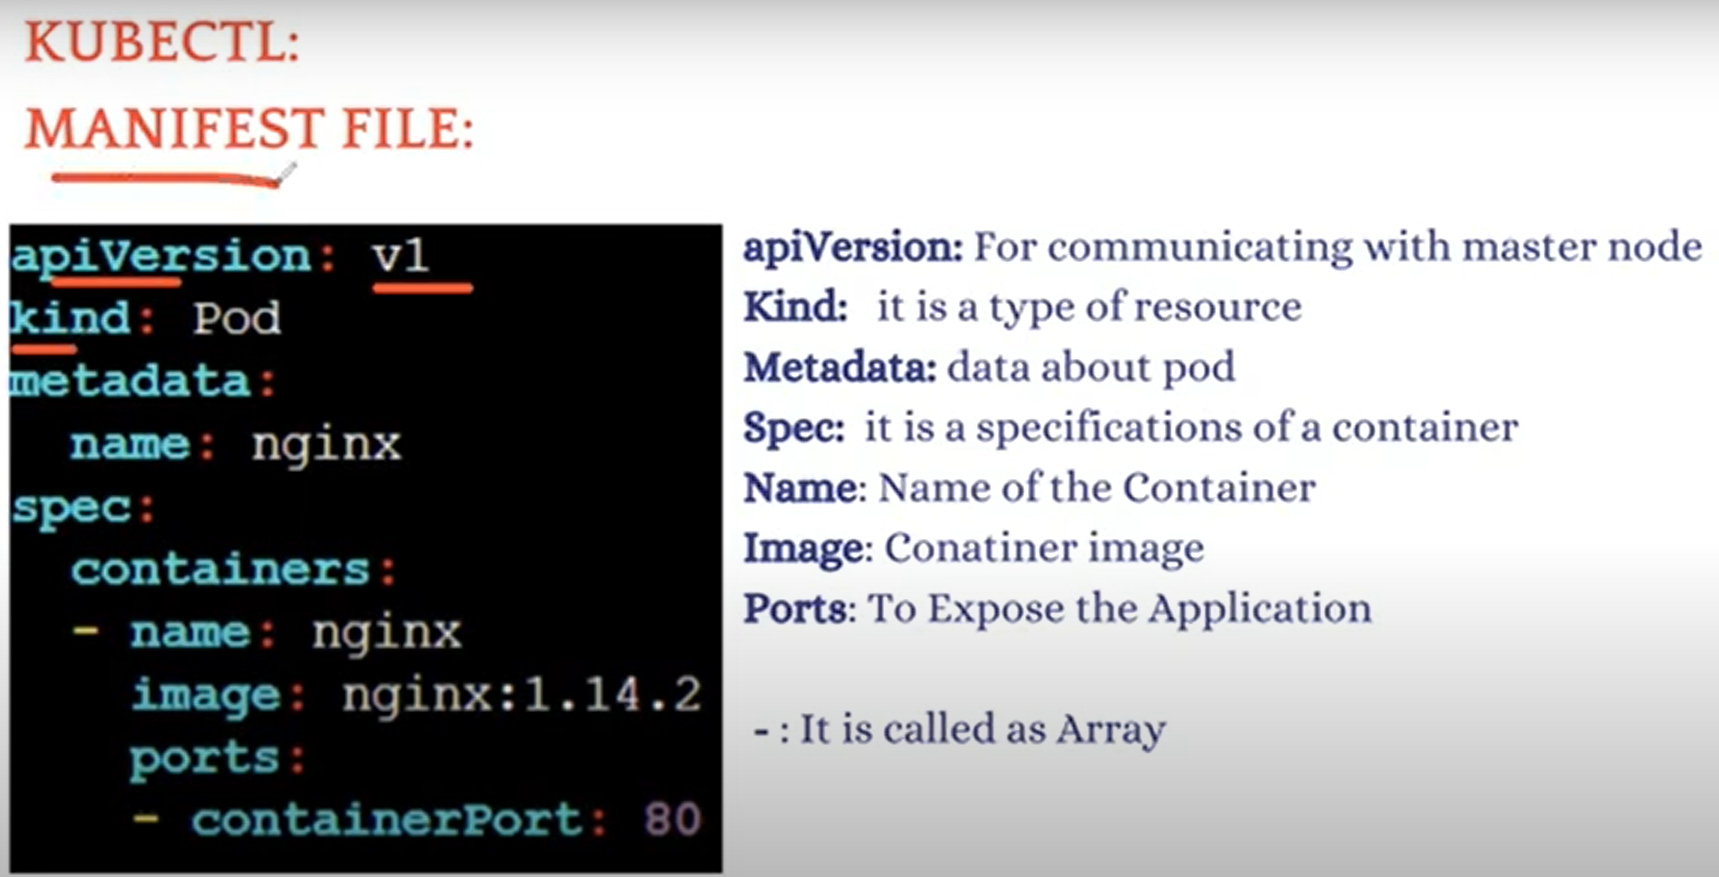 KUBECTL:
MANIFEST FILE:
apiVersion: v1
kind: Pod
metadata:
  name: nginx
spec:
  containers:
  - name: nginx
    image: nginx:1.14.2
    ports:
    - containerPort: 80
apiVersion: For communicating with master node
Kind: it is a type of resource
Metadata: data about pod
Spec: it is a specifications of a container
Name: Name of the Container
Image: Conatiner image
Ports: To Expose the Application
- : It is called as Array